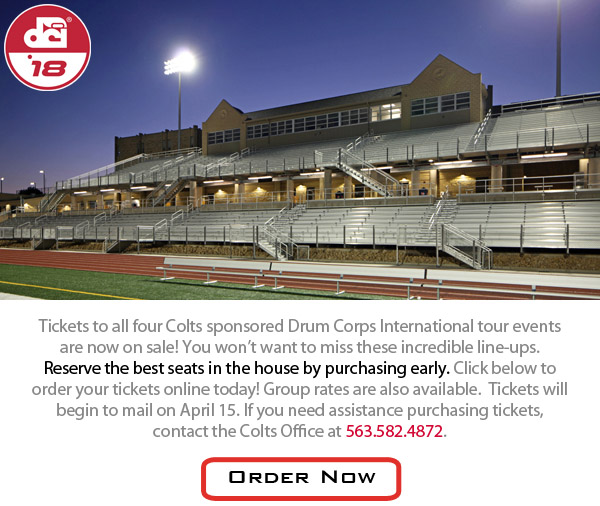 dci
'18
Tickets to all four Colts sponsored Drum Corps International tour events
are now on sale! You won't want to miss these incredible line-ups.
Reserve the best seats in the house by purchasing early. Click below to
order your tickets online today! Group rates are also available.  Tickets will
begin to mail on April 15. If you need assistance purchasing tickets,
contact the Colts Office at 563.582.4872.
Order Now